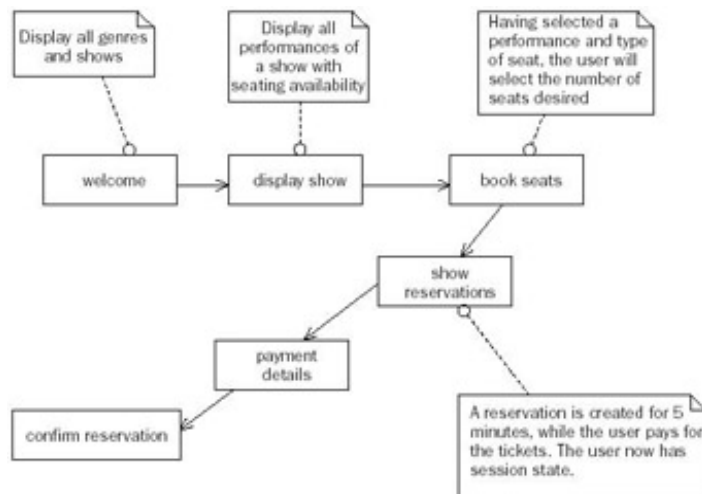 Display all genres
and shows
Display all
performances of
a show with
seating availability
Having selected a
performance and type
of seat, the user will
select the number of
seats desired
welcome
display show
book seats
show
reservations
payment
details
confirm reservation
A reservation is created for 5
minutes, while the user pays for
the tickets. The user now has
session state.